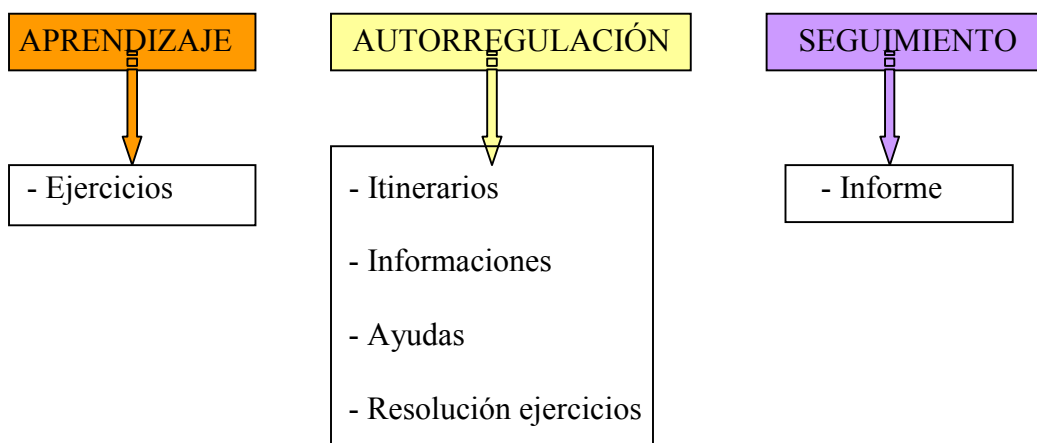 APRENDIZAJE
- Ejercicios
AUTORREGULACIÓN
- Itinerarios
- Informaciones
- Ayudas
- Resolución ejercicios
SEGUIMIENTO
- Informe